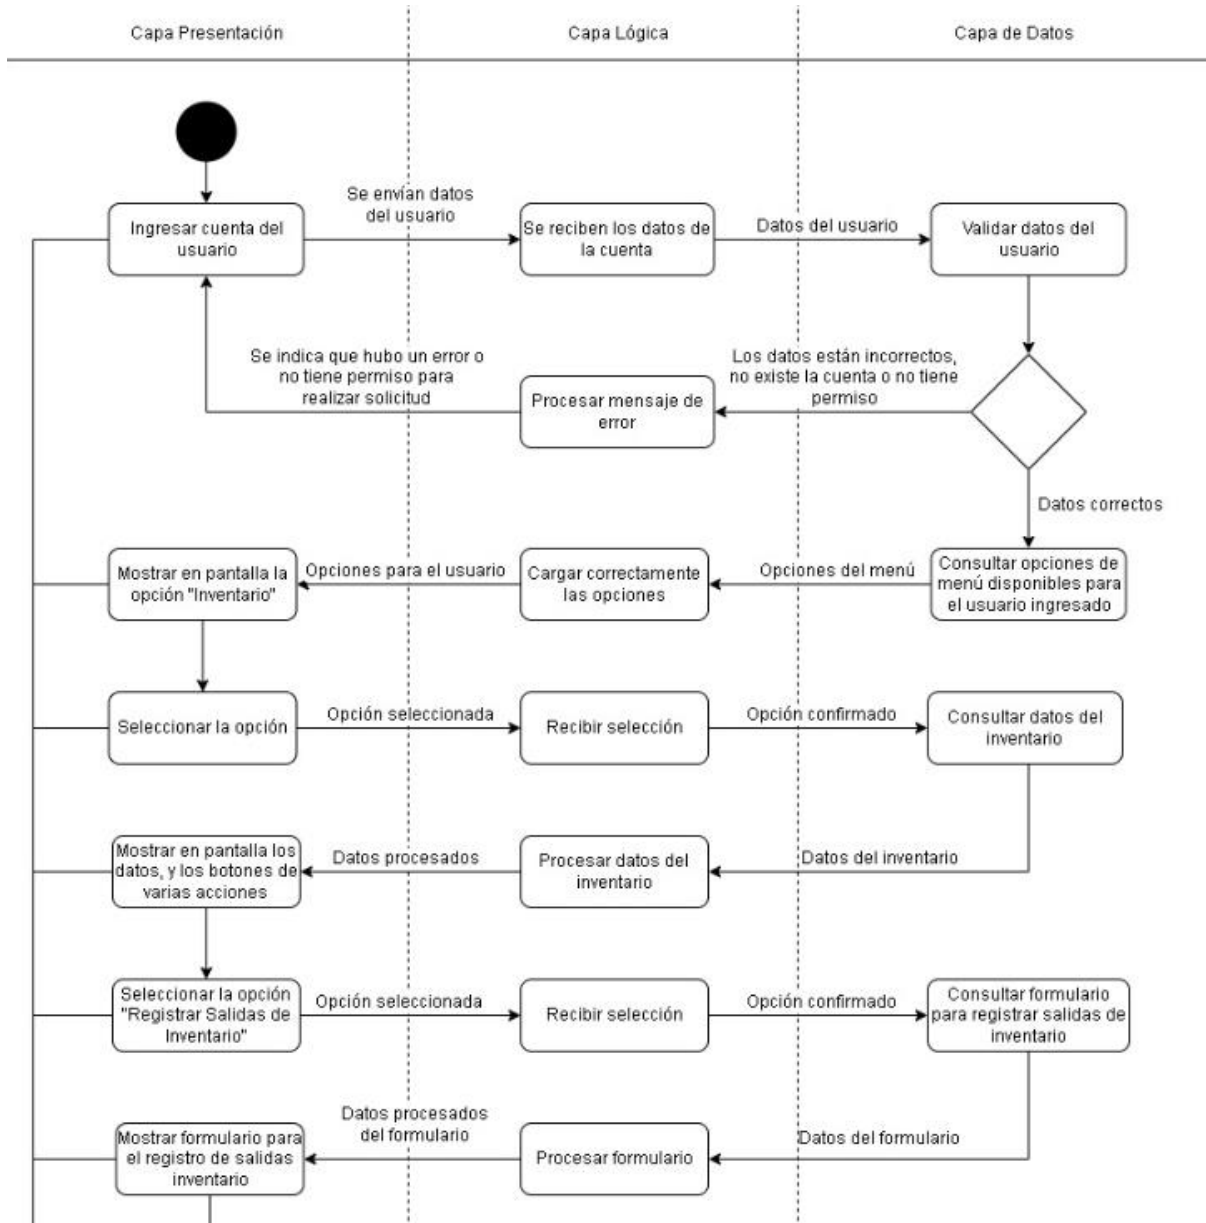 Capa Presentación
Capa Lógica
Capa de Datos
Ingresar cuenta del
usuario
Se envían datos
del usuario
Se reciben los datos de
la cuenta
Datos del usuario
Validar datos del
usuario
Se indica que hubo un error o
no tiene permiso para
realizar solicitud
Procesar mensaje de
error
Los datos están incorrectos,
no existe la cuenta o no tiene
permiso
Datos correctos
Mostrar en pantalla la
opción "Inventario"
Opciones para el usuario
Cargar correctamente
las opciones
Opciones del menú
Consultar opciones de
menú disponibles para
el usuario ingresado
Seleccionar la opción
Opción seleccionada
Recibir selección
Opción confirmado
Consultar datos del
inventario
Mostrar en pantalla los
datos, y los botones de
varias acciones
Datos procesados
Procesar datos del
inventario
Datos del inventario
Seleccionar la opción
"Registrar Salidas de
Inventario"
Opción seleccionada
Recibir selección
Opción confirmado
Consultar formulario
para registrar salidas de
inventario
Mostrar formulario para
el registro de salidas
inventario
Datos procesados
del formulario
Procesar formulario
Datos del formulario